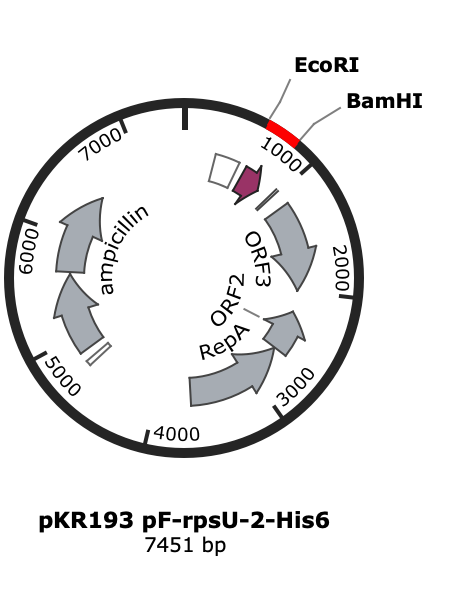 EcoRI
BamHI
1000
2000
3000
4000
5000
6000
7000
ORF3
ORF2
RepA
ampicillin
pKR193 pF-rpsU-2-His6
7451 bp